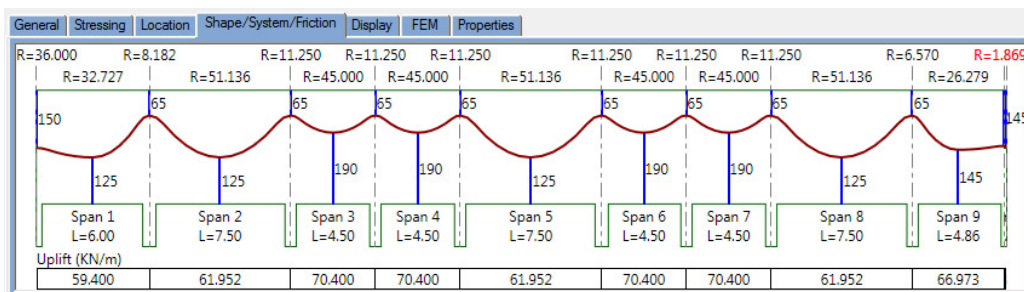 General Stressing Location Shape/System/Friction Display FEM Properties
R=36.000 R=8.182 R=11.250 R=11.250 R=11.250 R=11.250 R=11.250 R=11.250 R=6.570 R=1.869
R=32.727 R=51.136 R=45.000 R=45.000 R=51.136 R=45.000 R=45.000 R=51.136 R=26.279
65 65 65 65 65 65 65 65
150 145
190 190 190 190
125 125 125 125 145
Span 1 Span 2 Span 3 Span 4 Span 5 Span 6 Span 7 Span 8 Span 9
L=6.00 L=7.50 L=4.50 L=4.50 L=7.50 L=4.50 L=4.50 L=7.50 L=4.86
Uplift (KN/m)
59.400 61.952 70.400 70.400 61.952 70.400 70.400 61.952 66.973